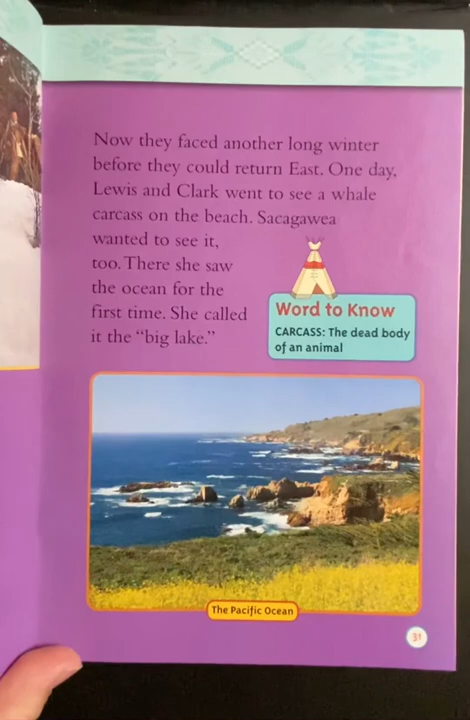 Now they faced another long winter
before they could return East. One day,
Lewis and Clark went to see a whale
carcass on the beach. Sacagawea
wanted to see it,
too. There she saw
the ocean for the
first time. She called
it the “big lake.”
Word to Know
CARCASS: The dead body
of an animal
The Pacific Ocean
31